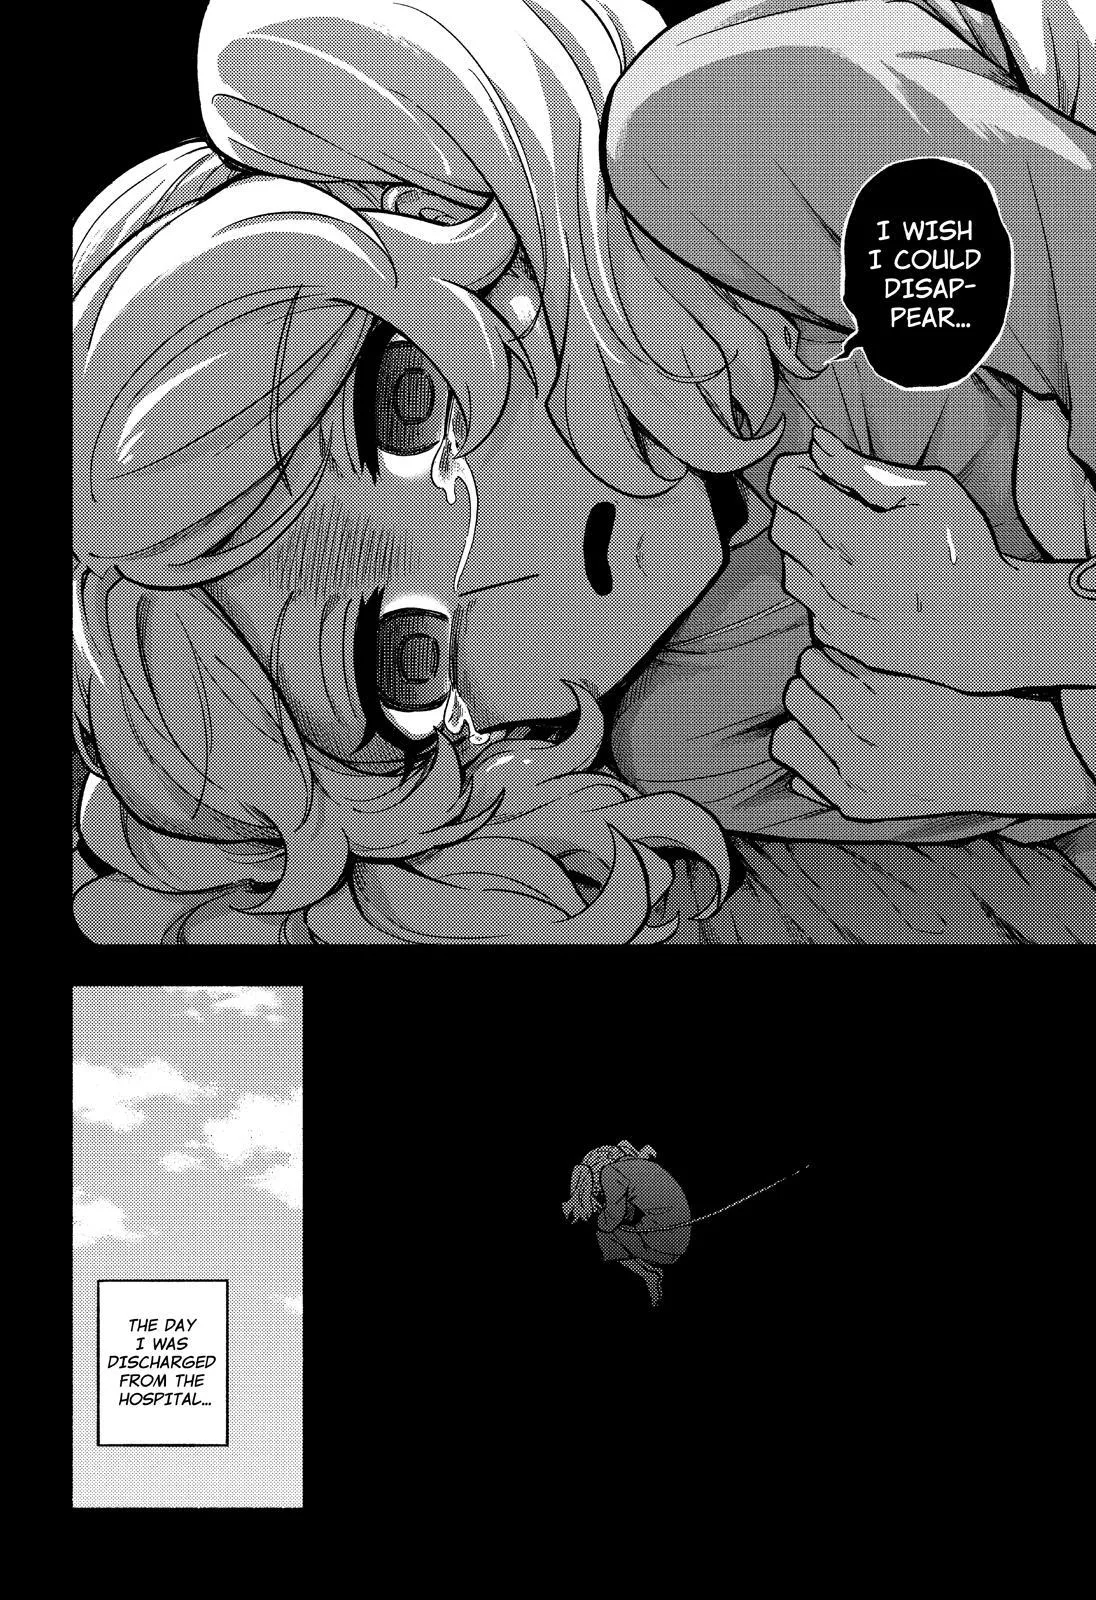 I WISH
I COULD
DISAP-
PEAR...
THE DAY
I WAS
DISCHARGED
FROM THE
HOSPITAL...